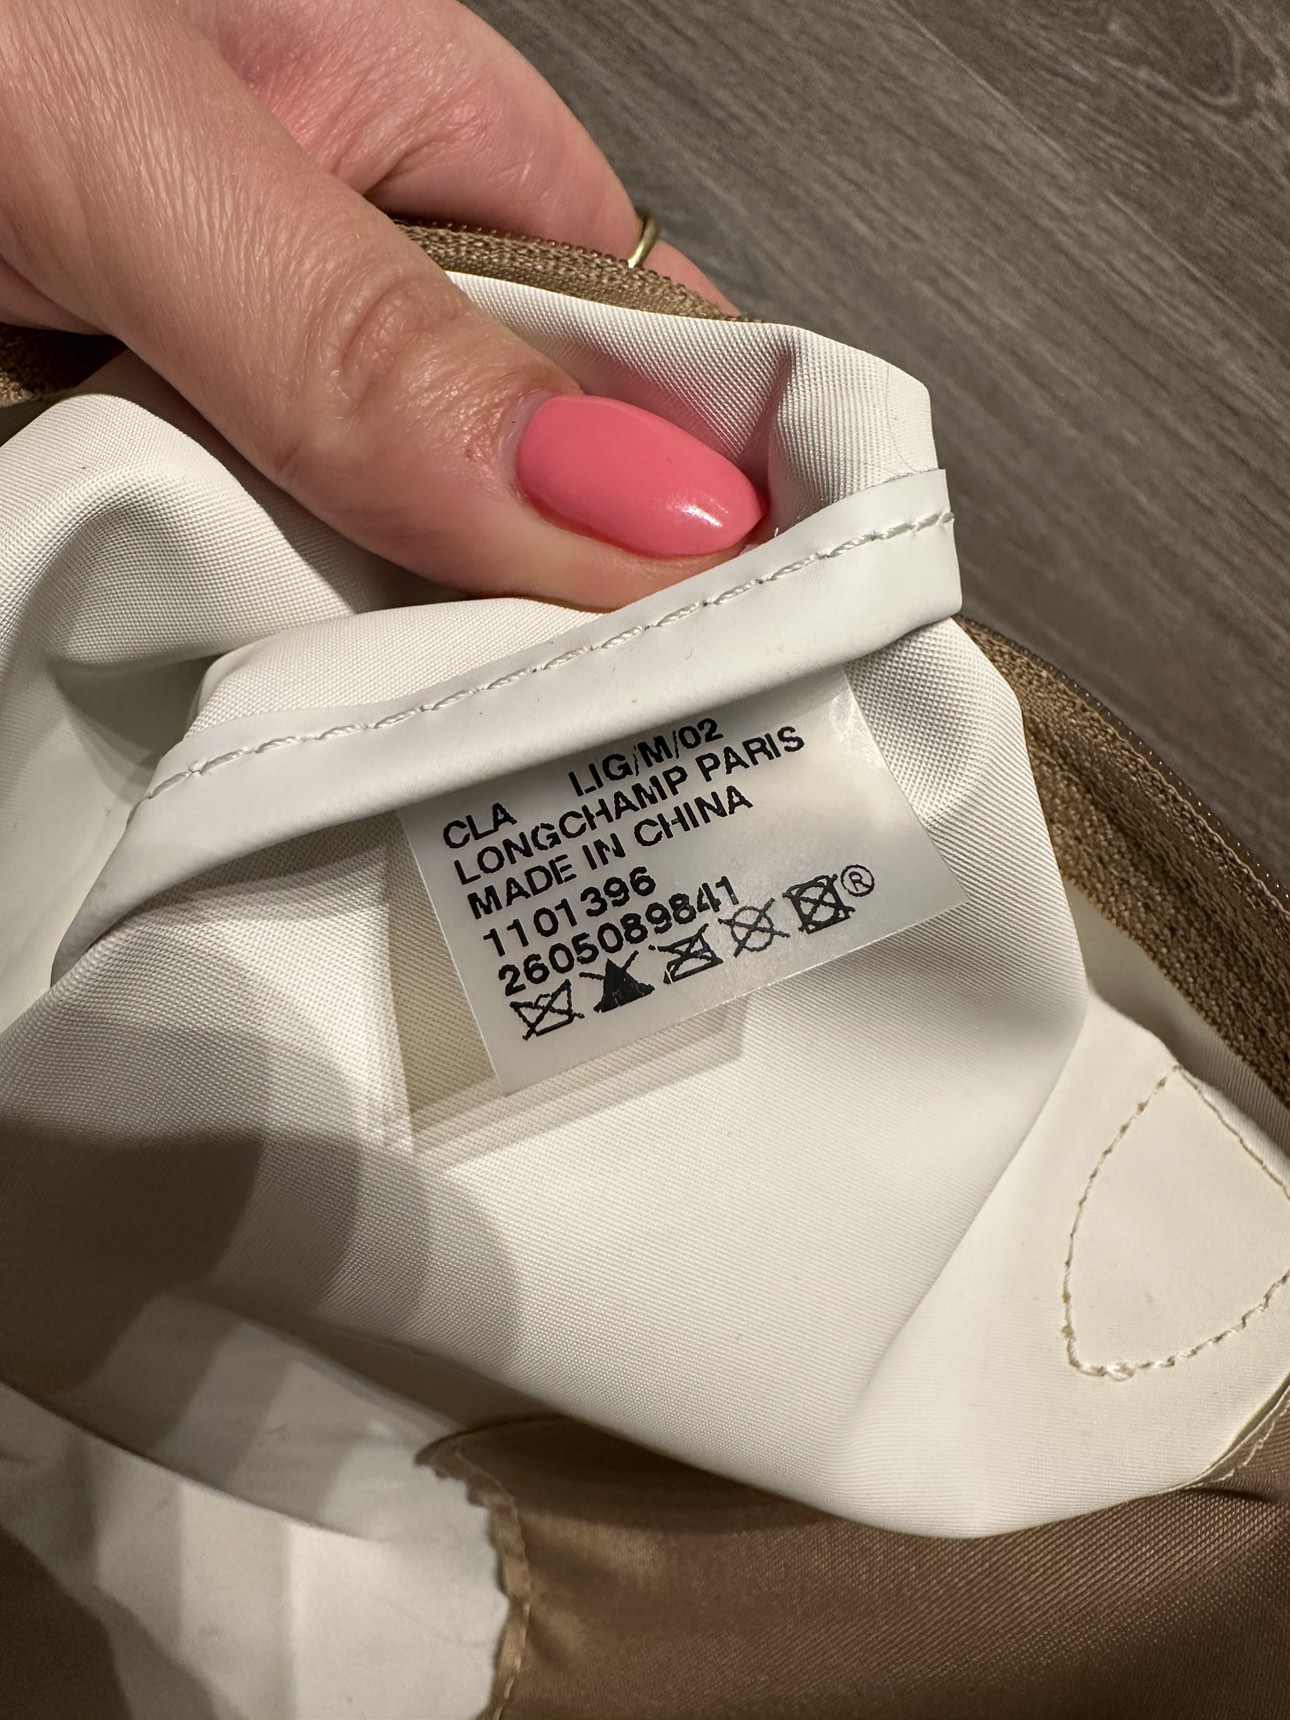 CLA LIG/M/02
LONGCHAMP PARIS
MADE IN CHINA
1101396
2605089841
®